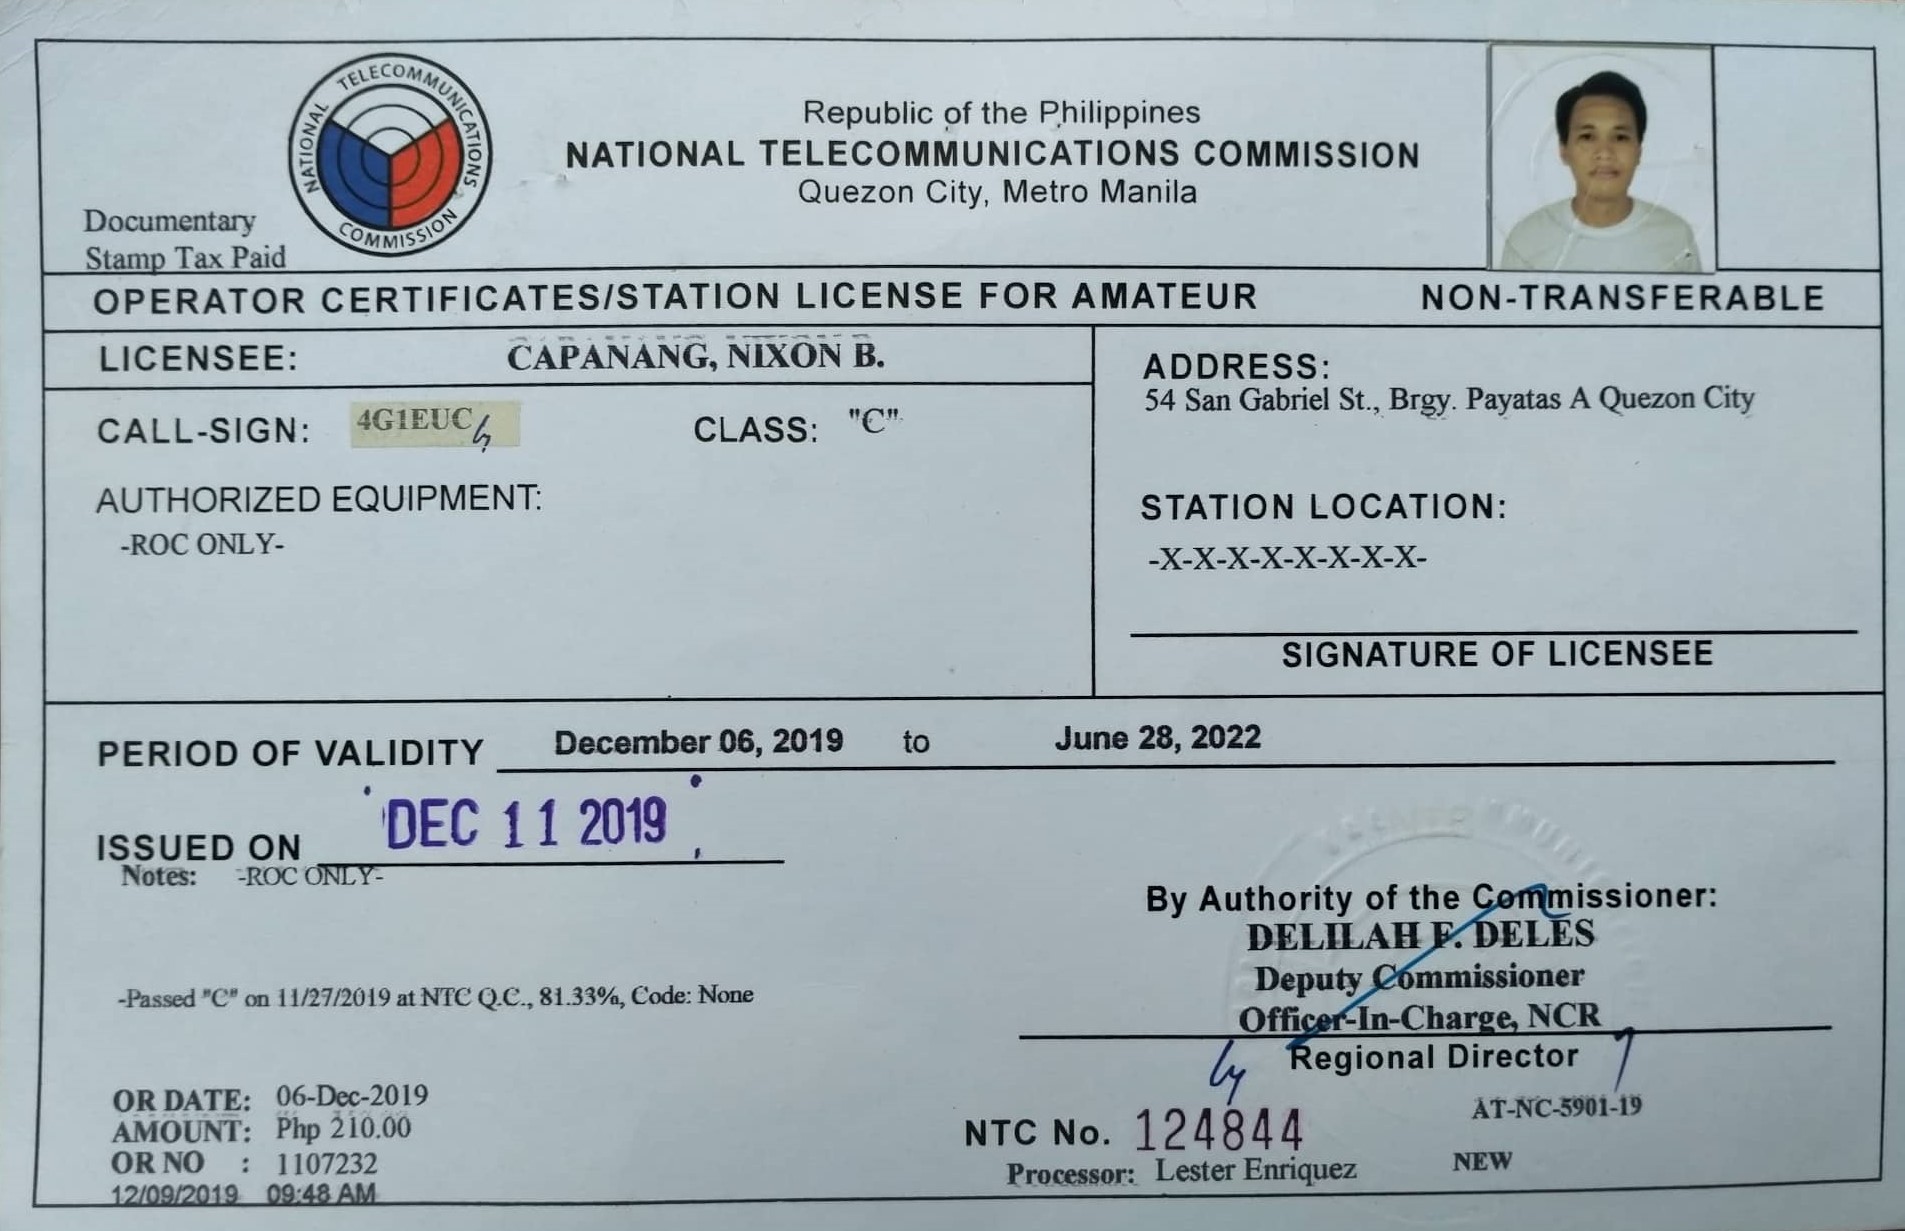 NATIONAL TELECOMMUNICATIONS COMMISSION
Republic of the Philippines
NATIONAL TELECOMMUNICATIONS COMMISSION
Quezon City, Metro Manila
Documentary
Stamp Tax Paid
OPERATOR CERTIFICATES/STATION LICENSE FOR AMATEUR NON-TRANSFERABLE
LICENSEE: CAPANANG, NIXON B.
CALL-SIGN: 4G1EUC CLASS: "C"
AUTHORIZED EQUIPMENT:
-ROC ONLY-
ADDRESS:
54 San Gabriel St., Brgy. Payatas A Quezon City
STATION LOCATION:
-X-X-X-X-X-X-X-X-
SIGNATURE OF LICENSEE
PERIOD OF VALIDITY December 06, 2019 to June 28, 2022
ISSUED ON DEC 11 2019
Notes: -ROC ONLY-
-Passed "C" on 11/27/2019 at NTC Q.C., 81.33%, Code: None
By Authority of the Commissioner:
DELILAH F. DELES
Deputy Commissioner
Officer-In-Charge, NCR
Regional Director
OR DATE: 06-Dec-2019
AMOUNT: Php 210.00
OR NO : 1107232
12/09/2019 09:48 AM
NTC No. 124844
AT-NC-5901-19
Processor: Lester Enriquez
NEW